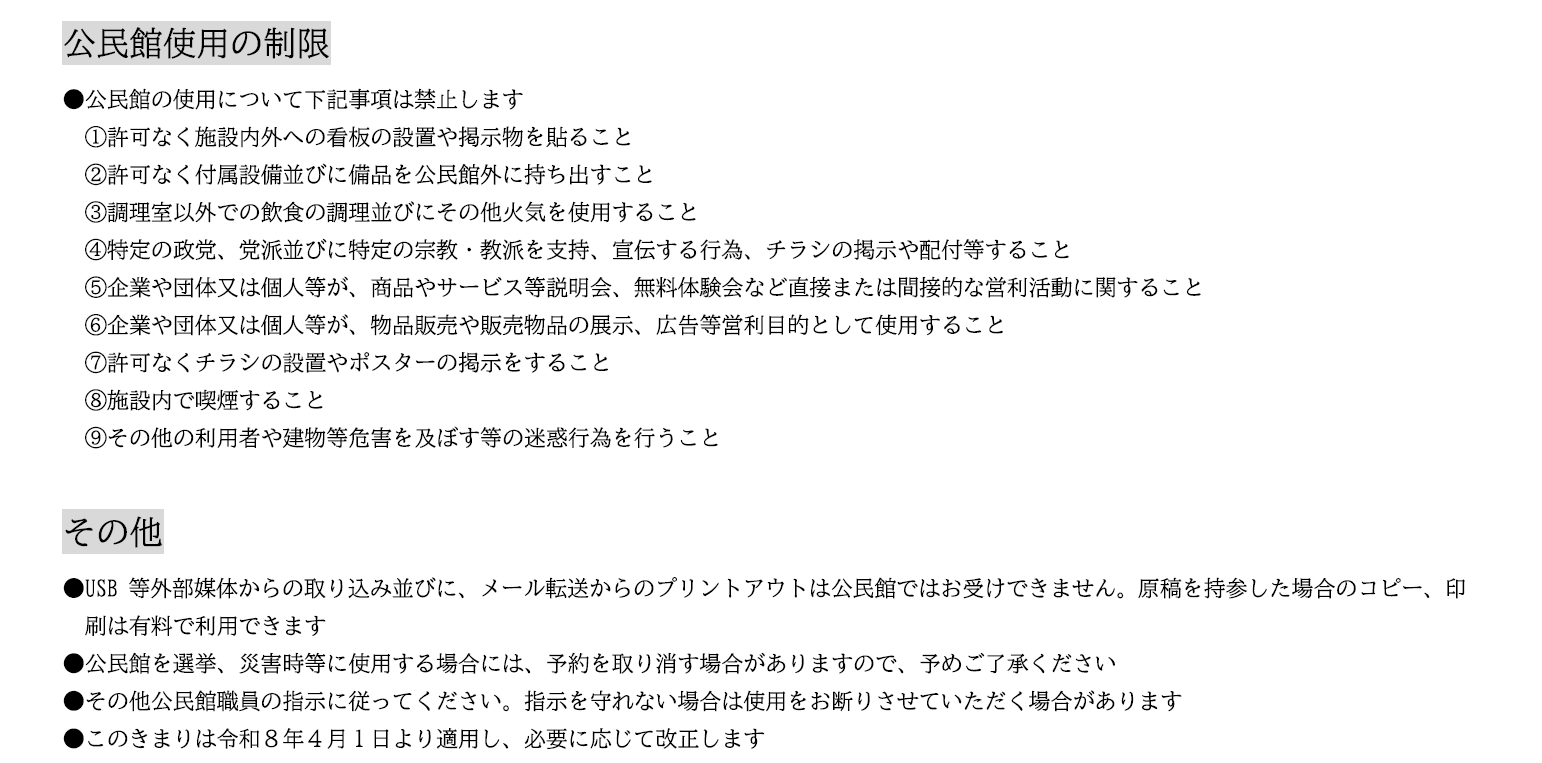 公民館使用の制限
●公民館の使用について下記事項は禁止します
①許可なく施設内外への看板の設置や掲示物を貼ること
②許可なく付属設備並びに備品を公民館外に持ち出すこと
③調理室以外での飲食の調理並びにその他火気を使用すること
④特定の政党、党派並びに特定の宗教・教派を支持、宣伝する行為、チラシの掲示や配付等すること
⑤企業や団体又は個人等が、商品やサービス等説明会、無料体験会など直接または間接的な営利活動に関すること
⑥企業や団体又は個人等が、物品販売や販売物品の展示、広告等営利目的として使用すること
⑦許可なくチラシの設置やポスターの掲示をすること
⑧施設内で喫煙すること
⑨その他の利用者や建物等危害を及ぼす等の迷惑行為を行うこと
その他
●USB 等外部媒体からの取り込み並びに、メール転送からのプリントアウトは公民館ではお受けできません。原稿を持参した場合のコピー、印
刷は有料で利用できます
●公民館を選挙、災害時等に使用する場合には、予約を取り消す場合がありますので、予めご了承ください
●その他公民館職員の指示に従ってください。指示を守れない場合は使用をお断りさせていただく場合があります
●このきまりは令和８年４月１日より適用し、必要に応じて改正します